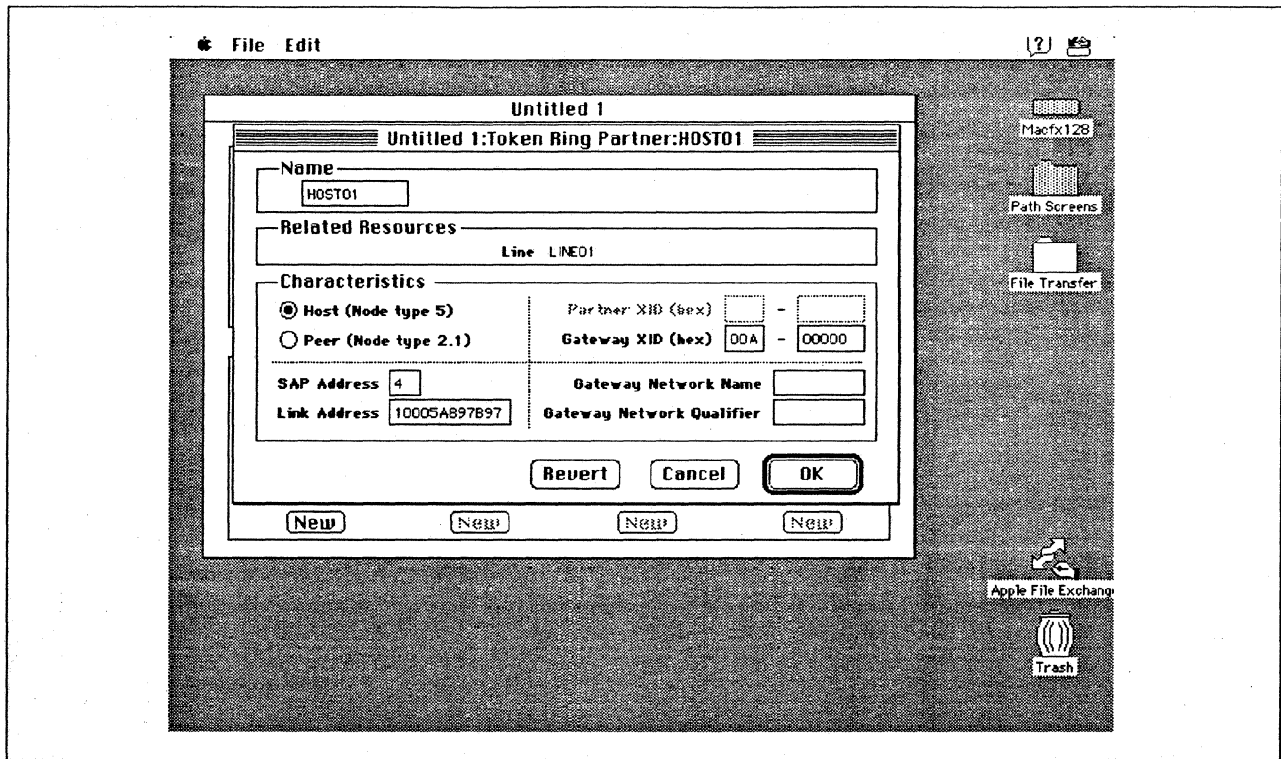 File Edit
Untitled 1
Untitled 1:Token Ring Partner:HOST01
Name
HOST01
Related Resources
Line LINE01
Characteristics
Host (Node type 5)
Partner XID (hex) -
Peer (Node type 2.1)
Gateway XID (hex) 00A - 00000
SAP Address 4
Gateway Network Name
Link Address 10005AB97B97
Gateway Network Qualifier
Revert Cancel OK
New New New New
Macfx128
Path Screens
File Transfer
Apple File Exchang
Trash